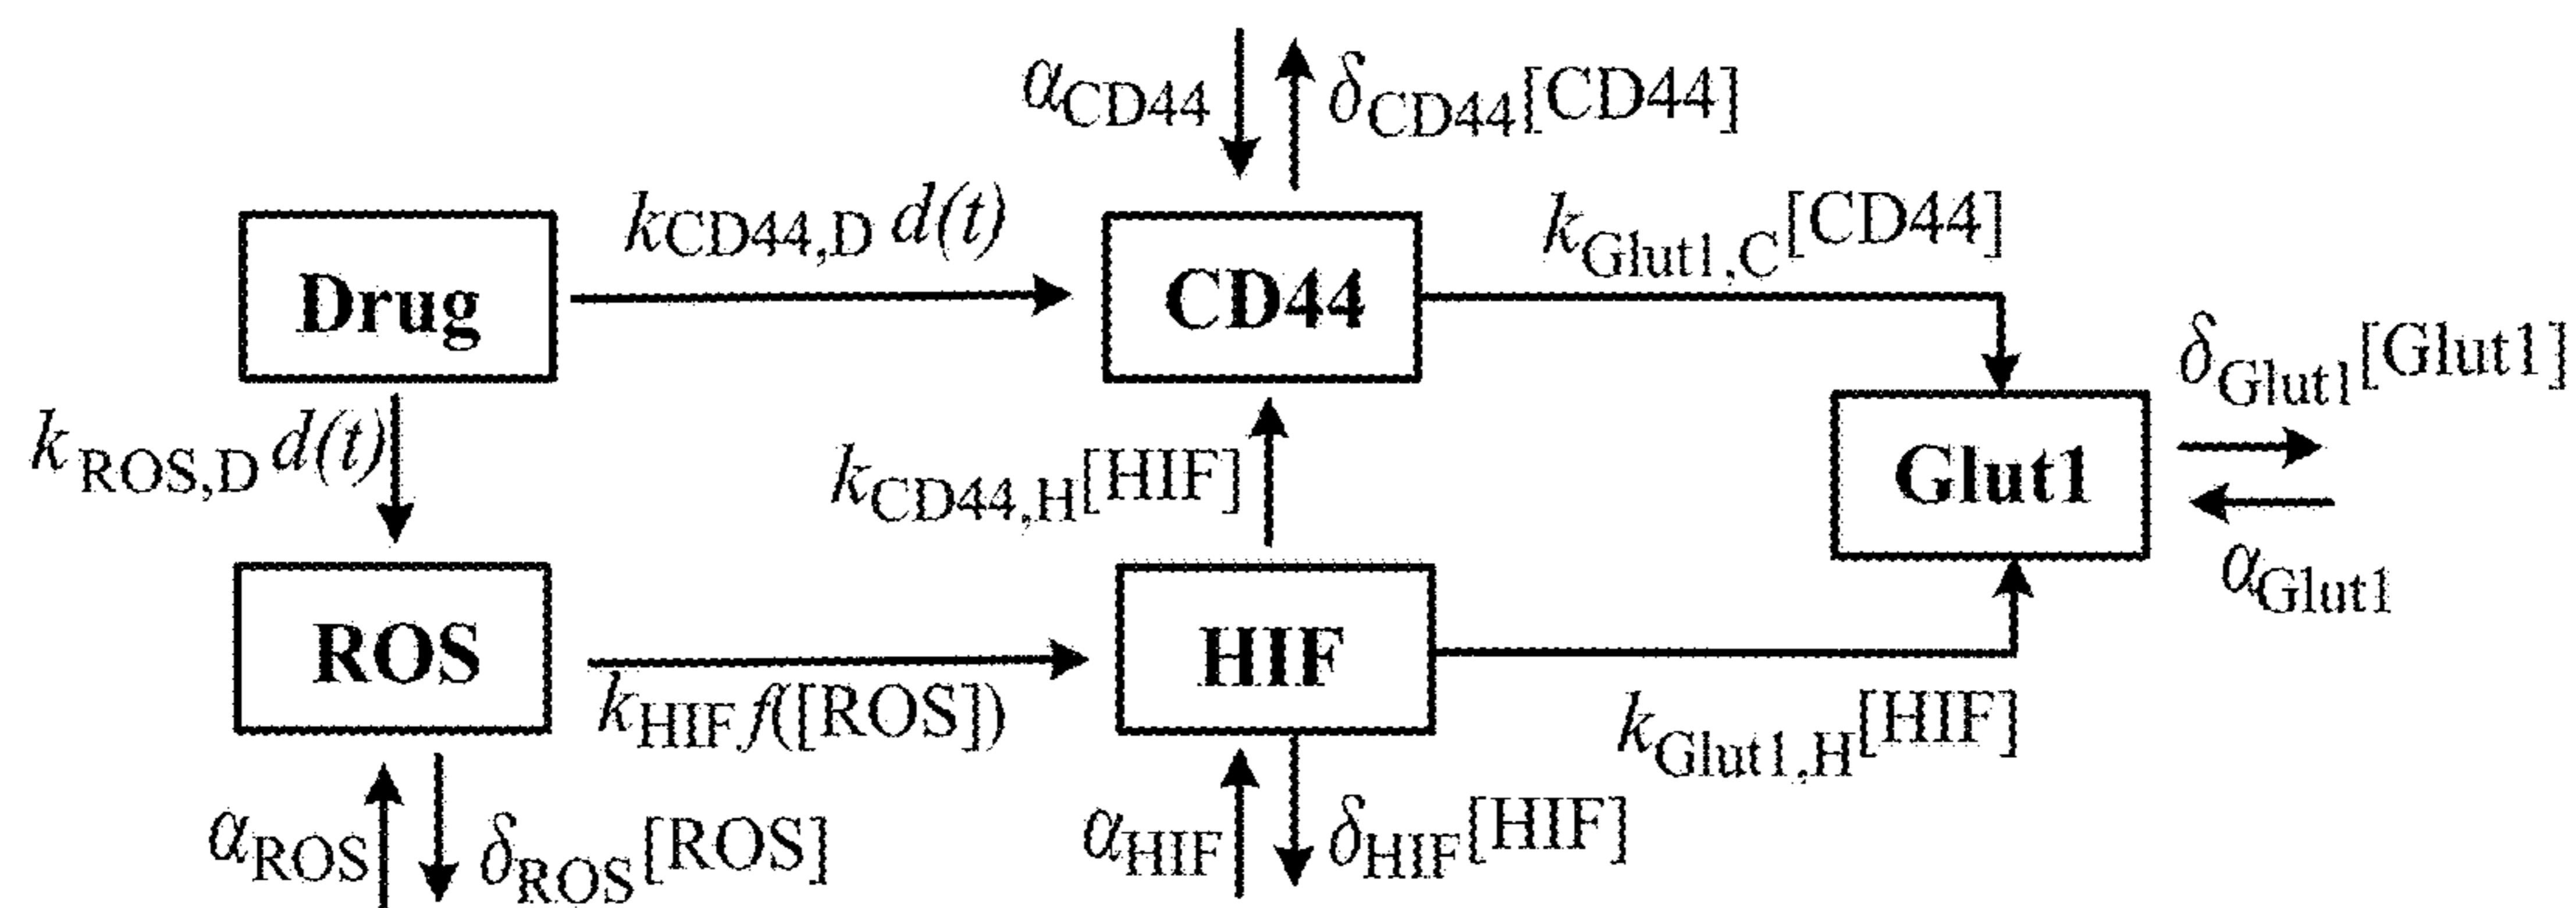 α_CD44
δ_CD44[CD44]
k_CD44,D d(t)
k_Glut1,C[CD44]
Drug
CD44
δ_Glut1[Glut1]
k_ROS,D d(t)
k_CD44,H[HIF]
Glut1
α_Glut1
ROS
HIF
k_HIF f([ROS])
k_Glut1,H[HIF]
α_ROS
δ_ROS[ROS]
α_HIF
δ_HIF[HIF]